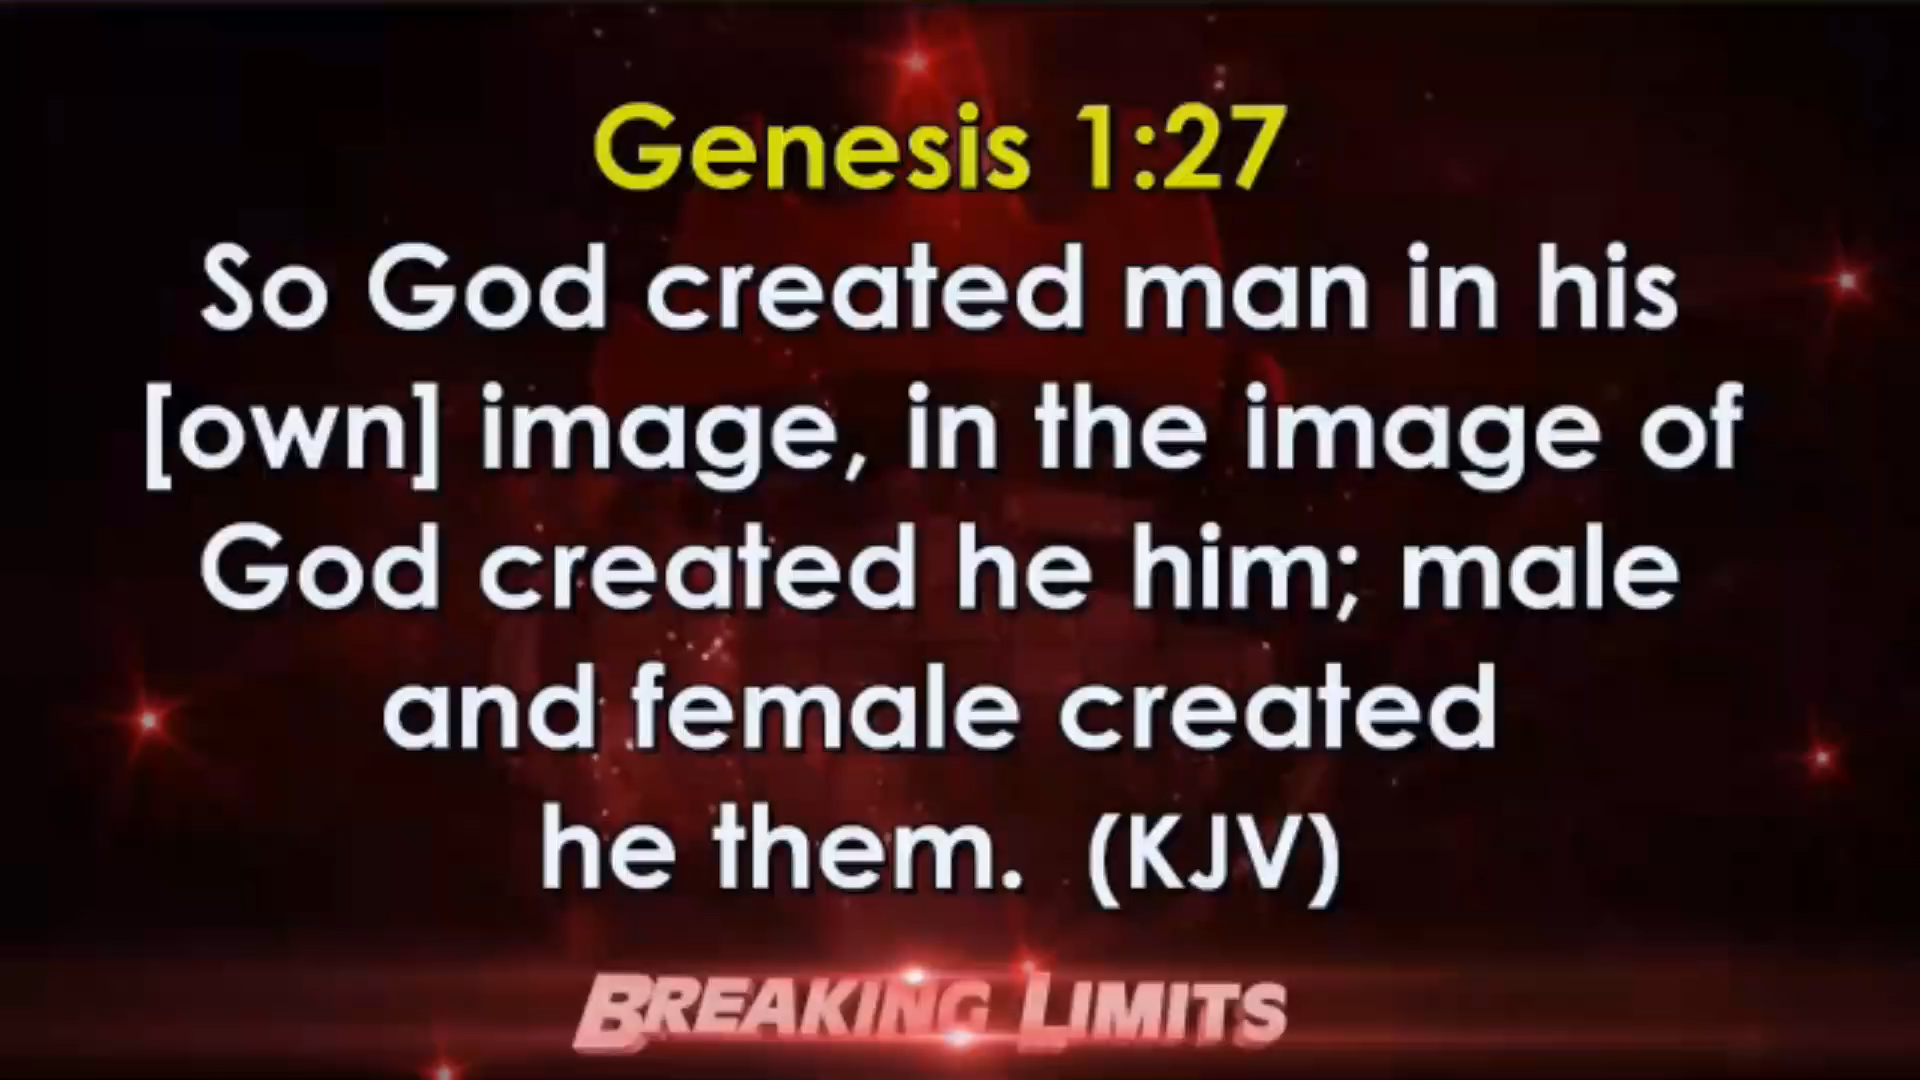 Genesis 1:27
So God created man in his
[own] image, in the image of
God created he him; male
and female created
he them. (KJV)
BREAKING LIMITS